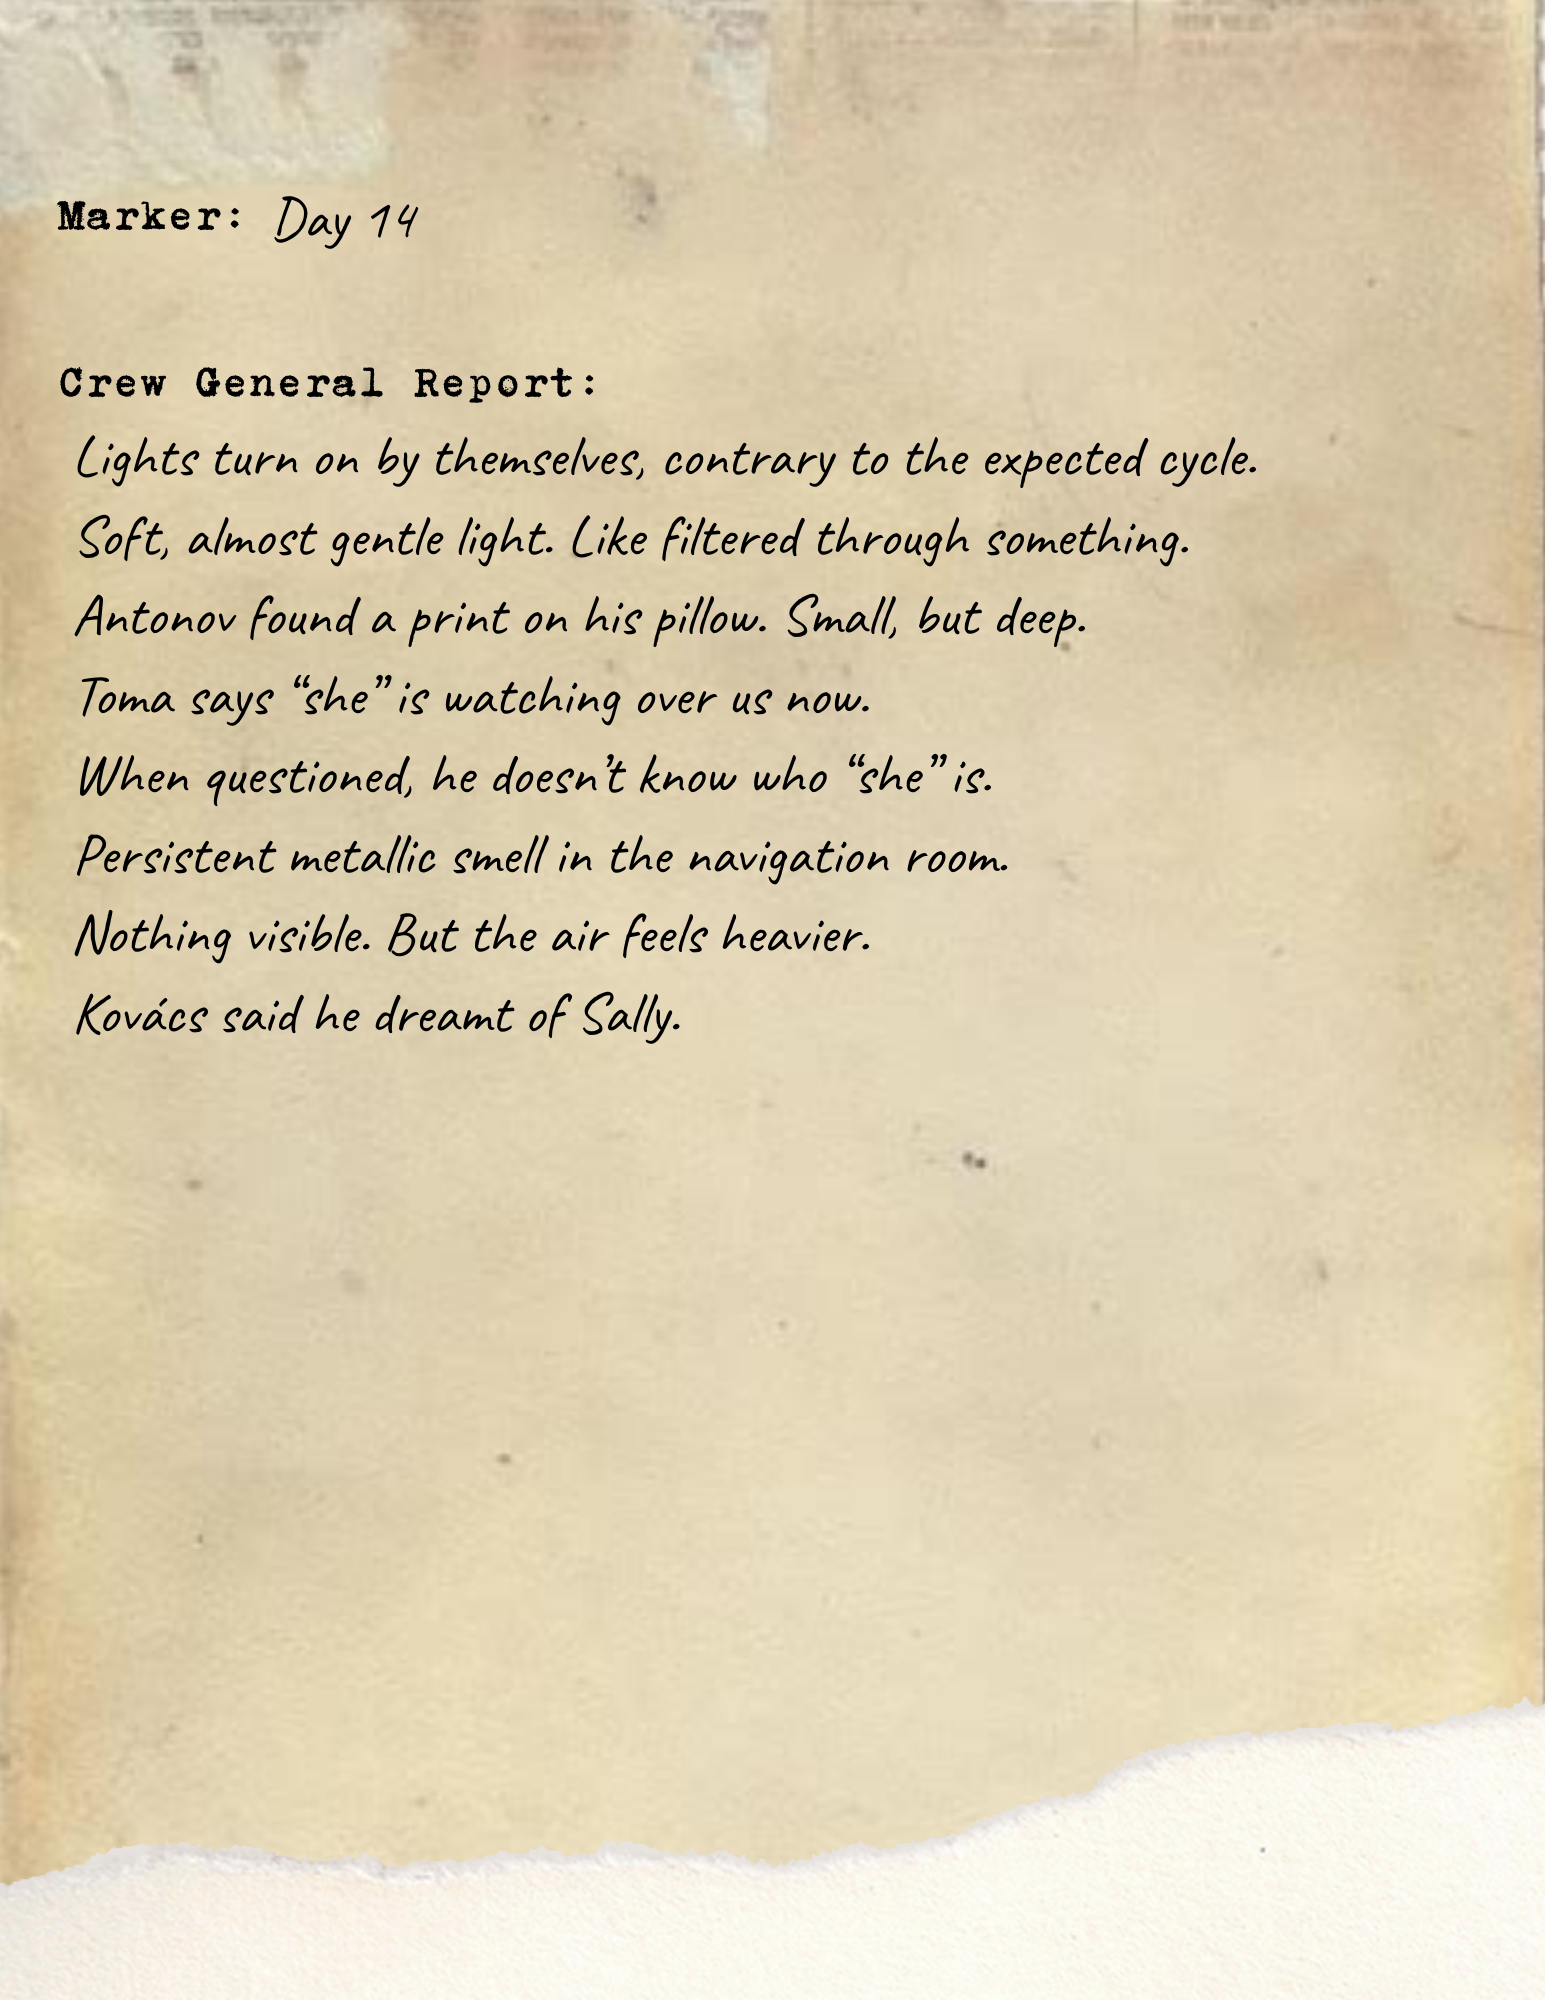 Marker: Day 14
Crew General Report:
Lights turn on by themselves, contrary to the expected cycle.
Soft, almost gentle light. Like filtered through something.
Antonov found a print on his pillow. Small, but deep.
Toma says “she” is watching over us now.
When questioned, he doesn’t know who “she” is.
Persistent metallic smell in the navigation room.
Nothing visible. But the air feels heavier.
Kovács said he dreamt of Sally.